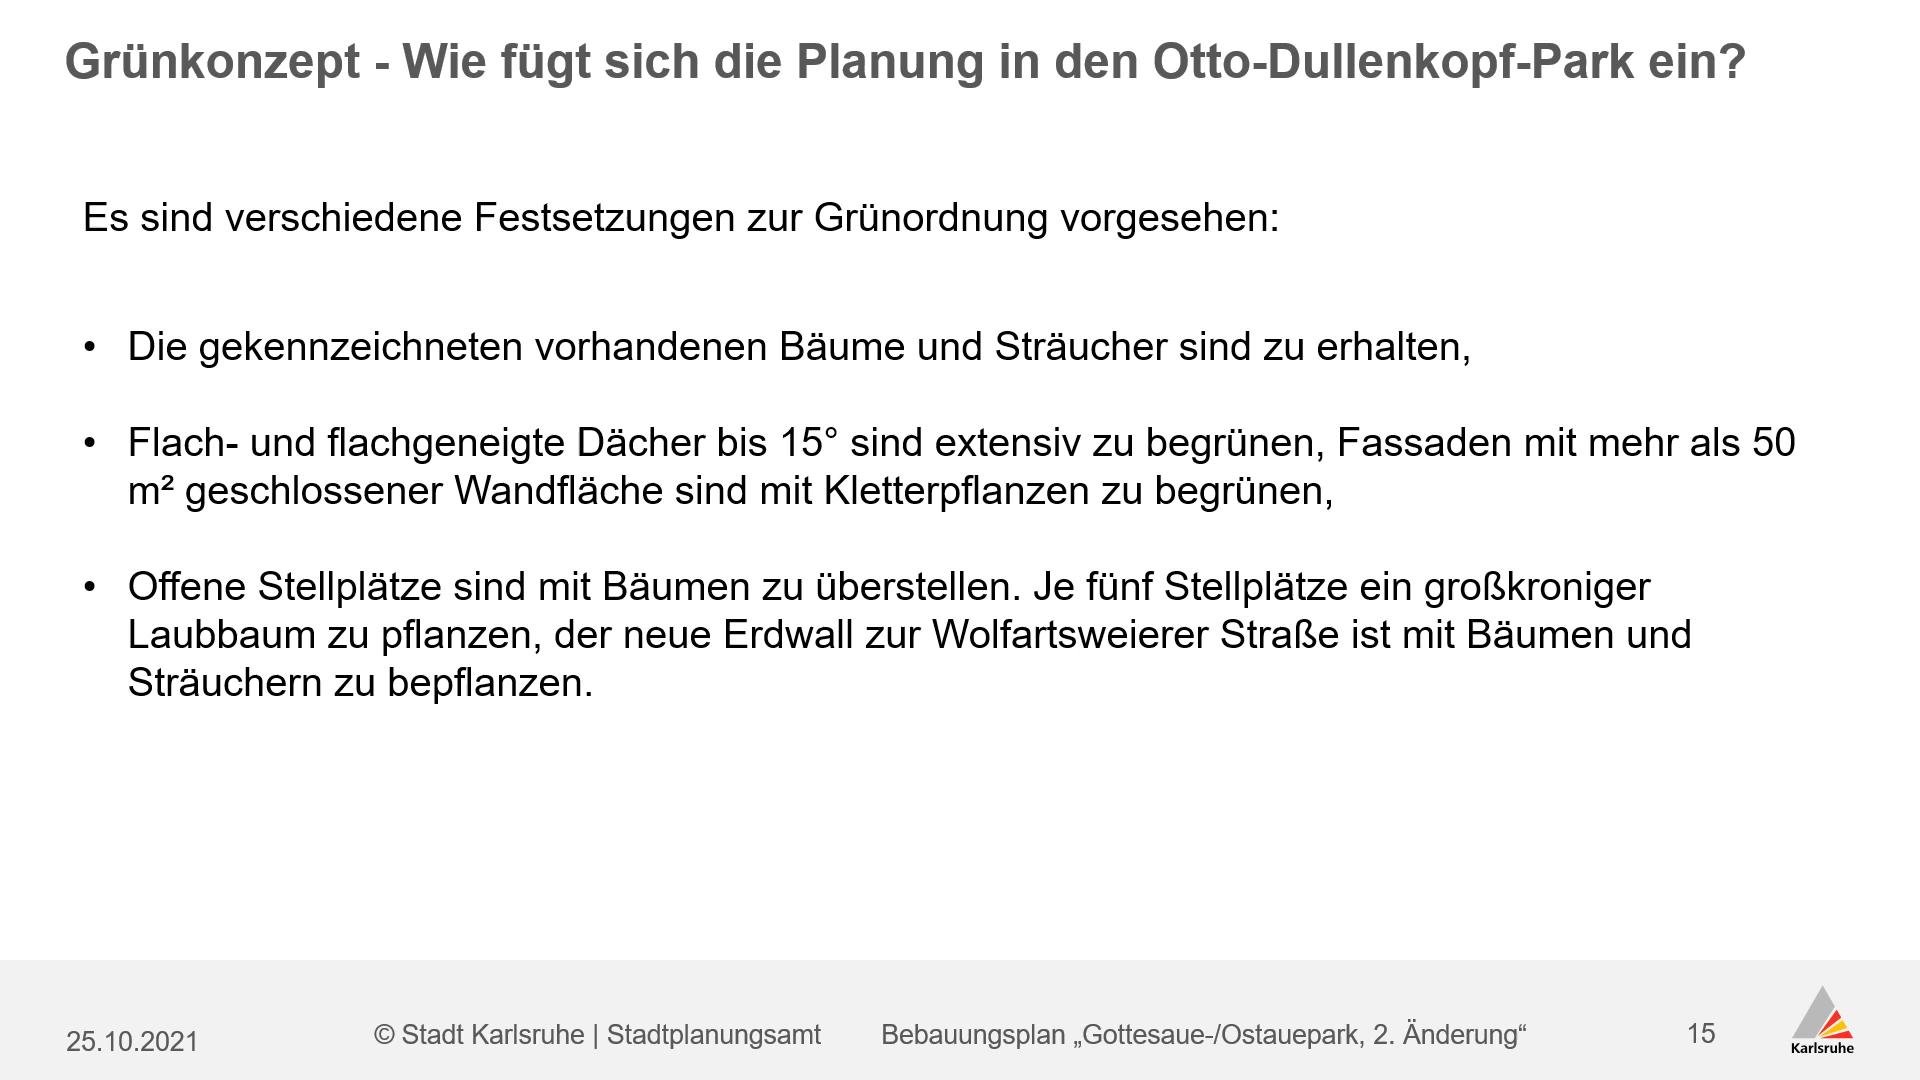 Grünkonzept - Wie fügt sich die Planung in den Otto-Dullenkopf-Park ein?
Es sind verschiedene Festsetzungen zur Grünordnung vorgesehen:
• Die gekennzeichneten vorhandenen Bäume und Sträucher sind zu erhalten,
• Flach- und flachgeneigte Dächer bis 15° sind extensiv zu begrünen, Fassaden mit mehr als 50
m² geschlossener Wandfläche sind mit Kletterpflanzen zu begrünen,
• Offene Stellplätze sind mit Bäumen zu überstellen. Je fünf Stellplätze ein großkroniger
Laubbaum zu pflanzen, der neue Erdwall zur Wolfartsweierer Straße ist mit Bäumen und
Sträuchern zu bepflanzen.
25.10.2021 © Stadt Karlsruhe | Stadtplanungsamt Bebauungsplan „Gottesaue-/Ostauepark, 2. Änderung“ 15
Karlsruhe